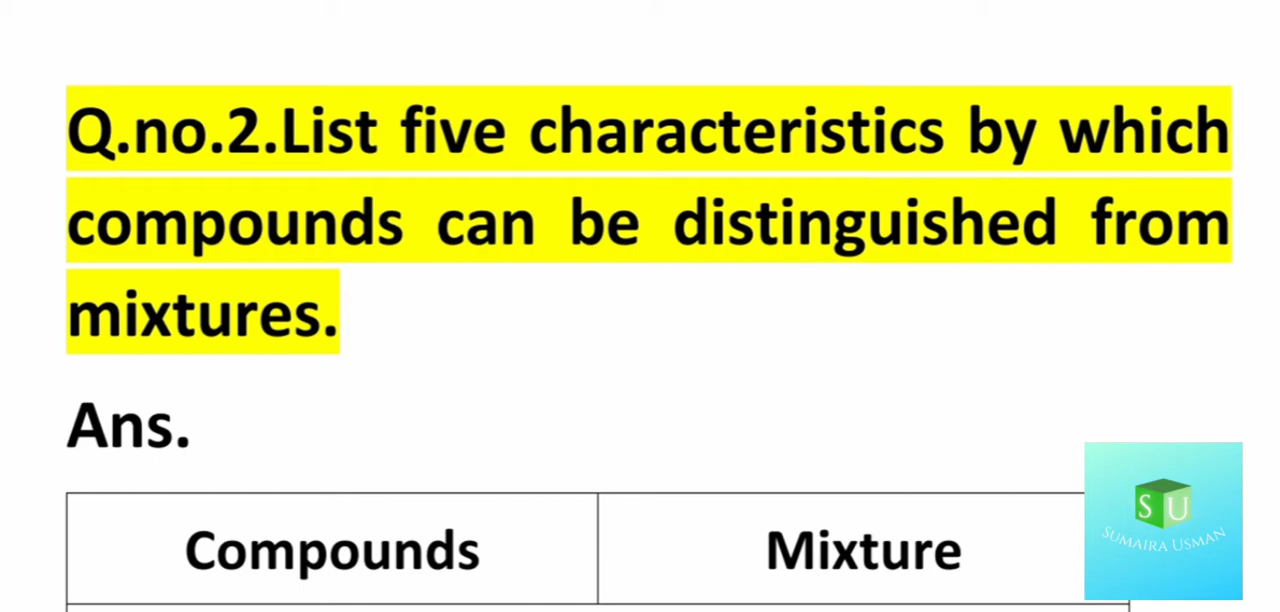 Q.no.2.List five characteristics by which
compounds can be distinguished from
mixtures.
Ans.
Compounds Mixture
S U
SUMAIRA USMAN